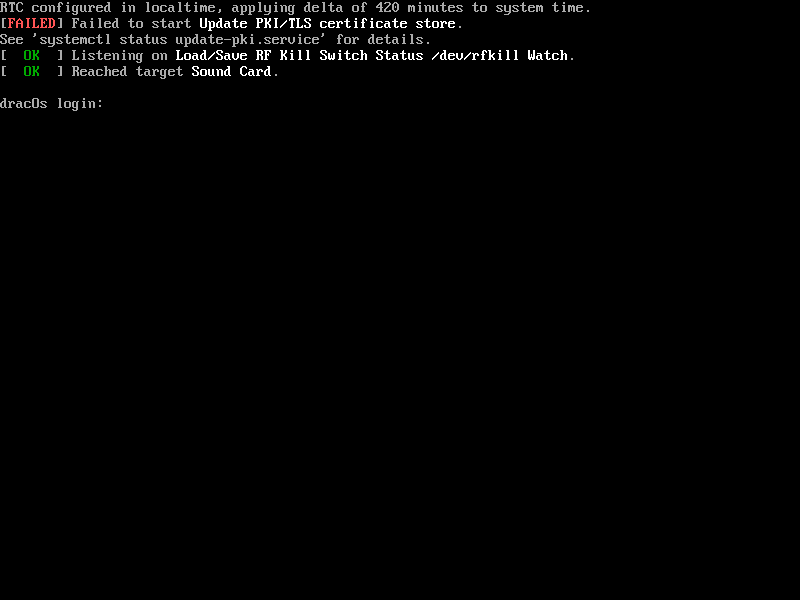 RTC configured in localtime, applying delta of 420 minutes to system time.
[FAILED] Failed to start Update PKI/TLS certificate store.
See 'systemctl status update-pki.service' for details.
[  OK  ] Listening on Load/Save RF Kill Switch Status /dev/rfkill Watch.
[  OK  ] Reached target Sound Card.
dracOs login: